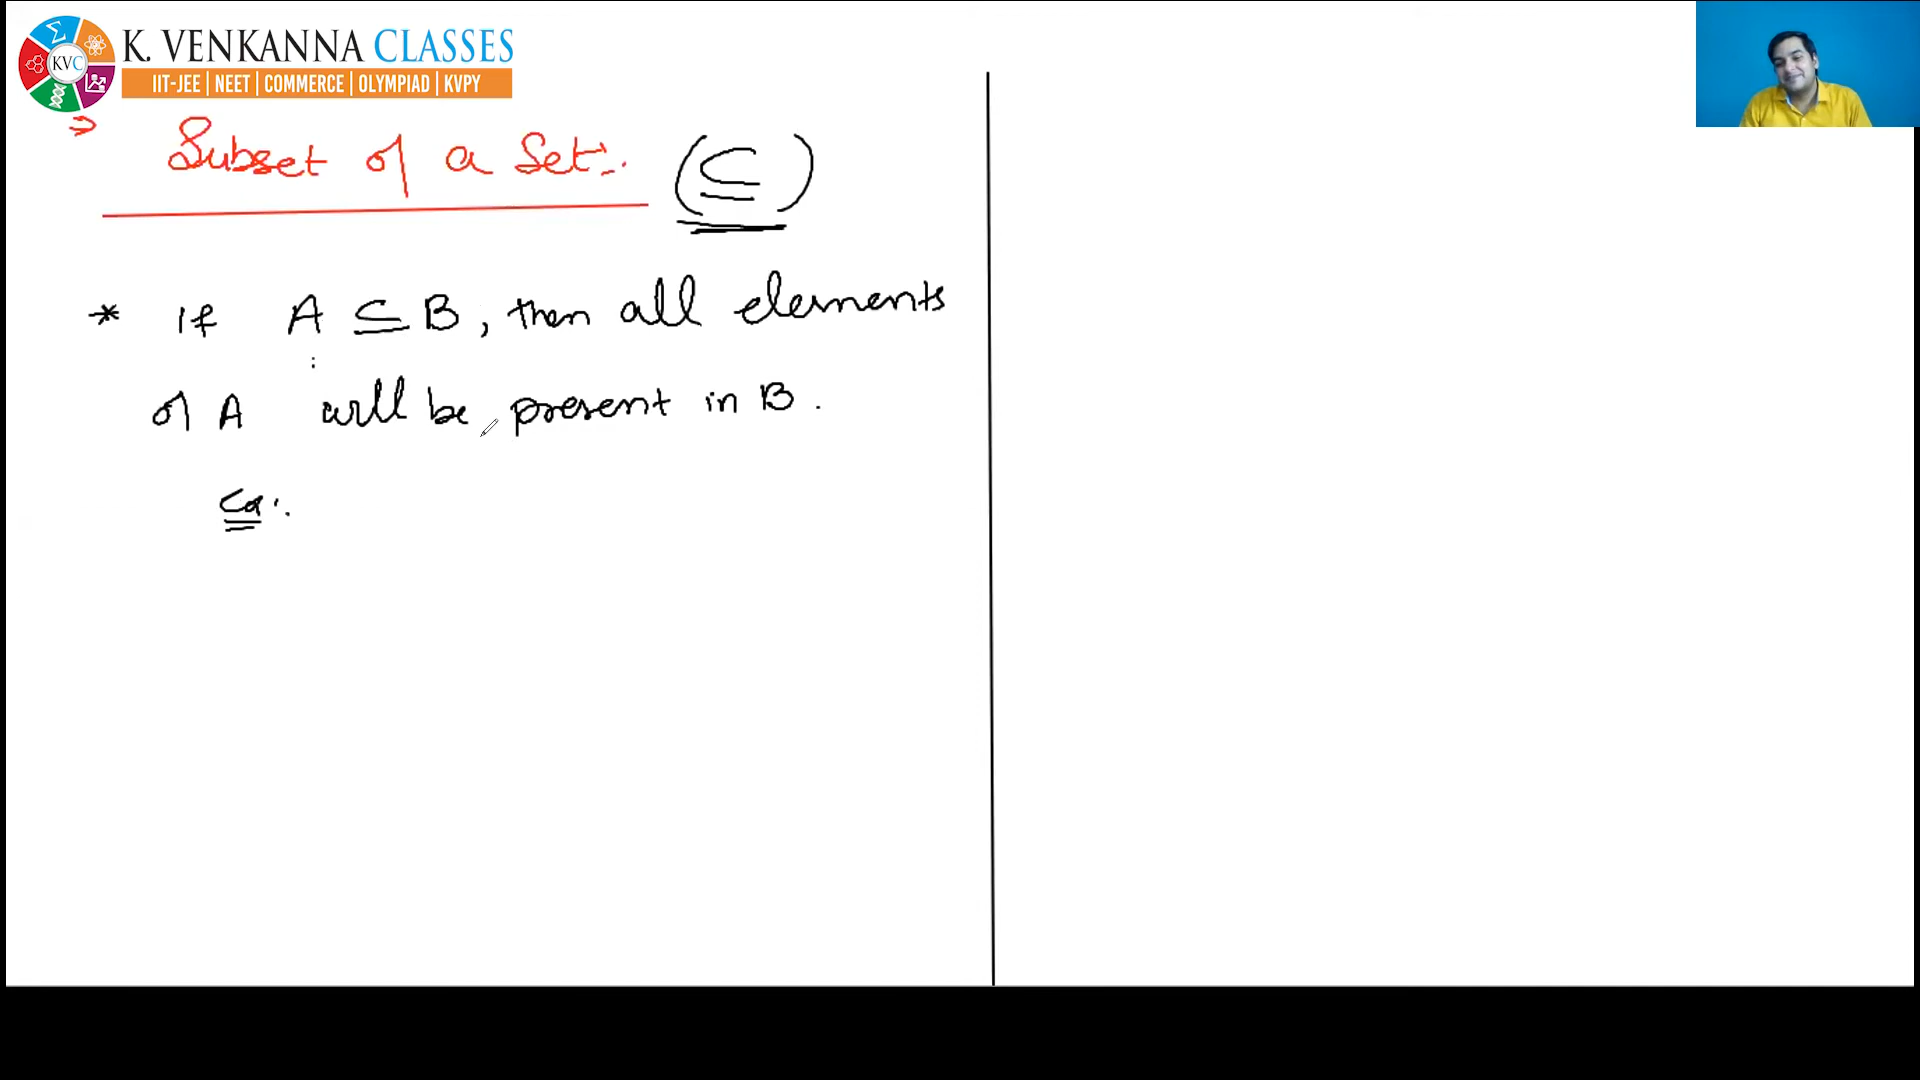 K. VENKANNA CLASSES
KVC
IIT-JEE | NEET | COMMERCE | OLYMPIAD | KVPY
⇒ Subset of a Set:- (⊆)
* If A ⊆ B, then all elements
of A will be present in B.
Ex: